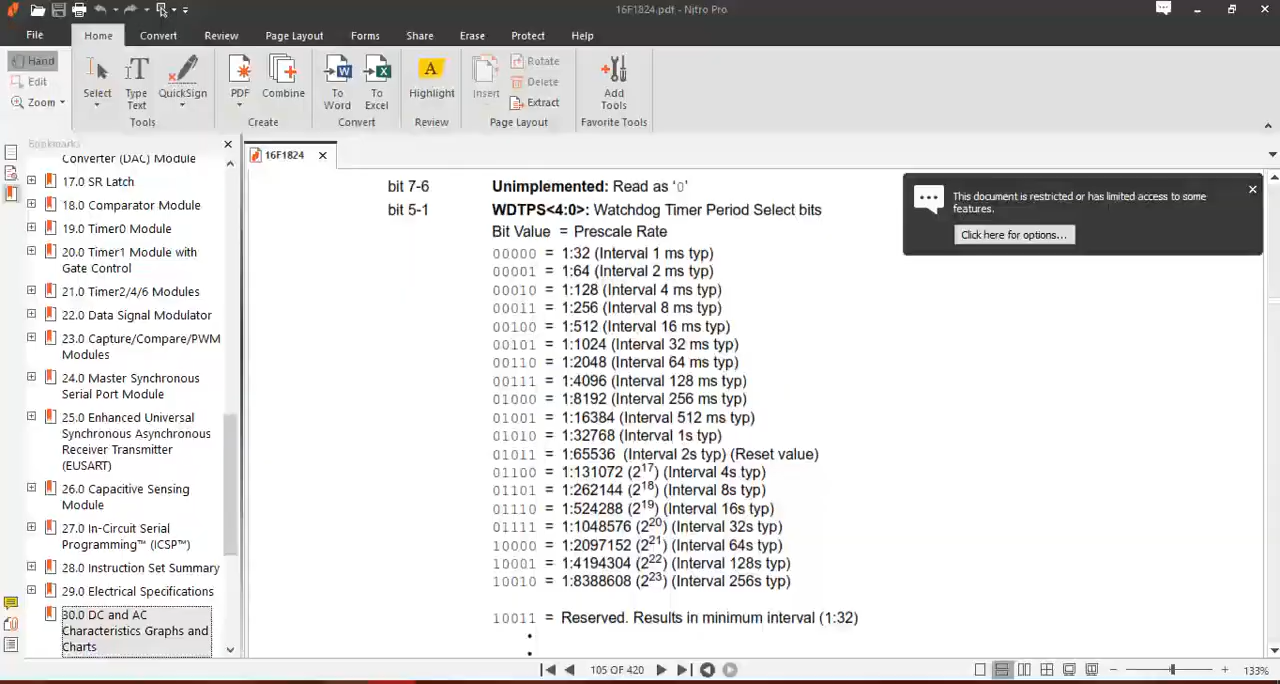 16F1824.pdf - Nitro Pro
File
Home
Convert
Review
Page Layout
Forms
Share
Erase
Protect
Help
Hand
Edit
Zoom
Select
Type Text
QuickSign
Tools
PDF
Combine
Create
To Word
To Excel
Convert
Highlight
Review
Insert
Rotate
Delete
Extract
Page Layout
Add Tools
Favorite Tools
Bookmarks
16F1824
Converter (DAC) Module
17.0 SR Latch
18.0 Comparator Module
19.0 Timer0 Module
20.0 Timer1 Module with
Gate Control
21.0 Timer2/4/6 Modules
22.0 Data Signal Modulator
23.0 Capture/Compare/PWM
Modules
24.0 Master Synchronous
Serial Port Module
25.0 Enhanced Universal
Synchronous Asynchronous
Receiver Transmitter
(EUSART)
26.0 Capacitive Sensing
Module
27.0 In-Circuit Serial
Programming™ (ICSP™)
28.0 Instruction Set Summary
29.0 Electrical Specifications
30.0 DC and AC
Characteristics Graphs and
Charts
bit 7-6 Unimplemented: Read as '0'
bit 5-1 WDTPS<4:0>: Watchdog Timer Period Select bits
Bit Value = Prescale Rate
00000 = 1:32 (Interval 1 ms typ)
00001 = 1:64 (Interval 2 ms typ)
00010 = 1:128 (Interval 4 ms typ)
00011 = 1:256 (Interval 8 ms typ)
00100 = 1:512 (Interval 16 ms typ)
00101 = 1:1024 (Interval 32 ms typ)
00110 = 1:2048 (Interval 64 ms typ)
00111 = 1:4096 (Interval 128 ms typ)
01000 = 1:8192 (Interval 256 ms typ)
01001 = 1:16384 (Interval 512 ms typ)
01010 = 1:32768 (Interval 1s typ)
01011 = 1:65536 (Interval 2s typ) (Reset value)
01100 = 1:131072 (2^17) (Interval 4s typ)
01101 = 1:262144 (2^18) (Interval 8s typ)
01110 = 1:524288 (2^19) (Interval 16s typ)
01111 = 1:1048576 (2^20) (Interval 32s typ)
10000 = 1:2097152 (2^21) (Interval 64s typ)
10001 = 1:4194304 (2^22) (Interval 128s typ)
10010 = 1:8388608 (2^23) (Interval 256s typ)
10011 = Reserved. Results in minimum interval (1:32)
•
•
This document is restricted or has limited access to some
features.
Click here for options...
105 OF 420
133%